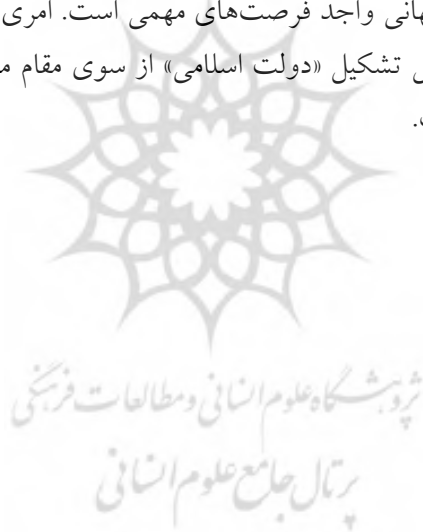 هانی واجد فرصت‌های مهمی است. امری
تشکیل «دولت اسلامی» از سوی مقام
پژوهشگاه علوم انسانی و مطالعات فرهنگی
پرتال جامع علوم انسانی